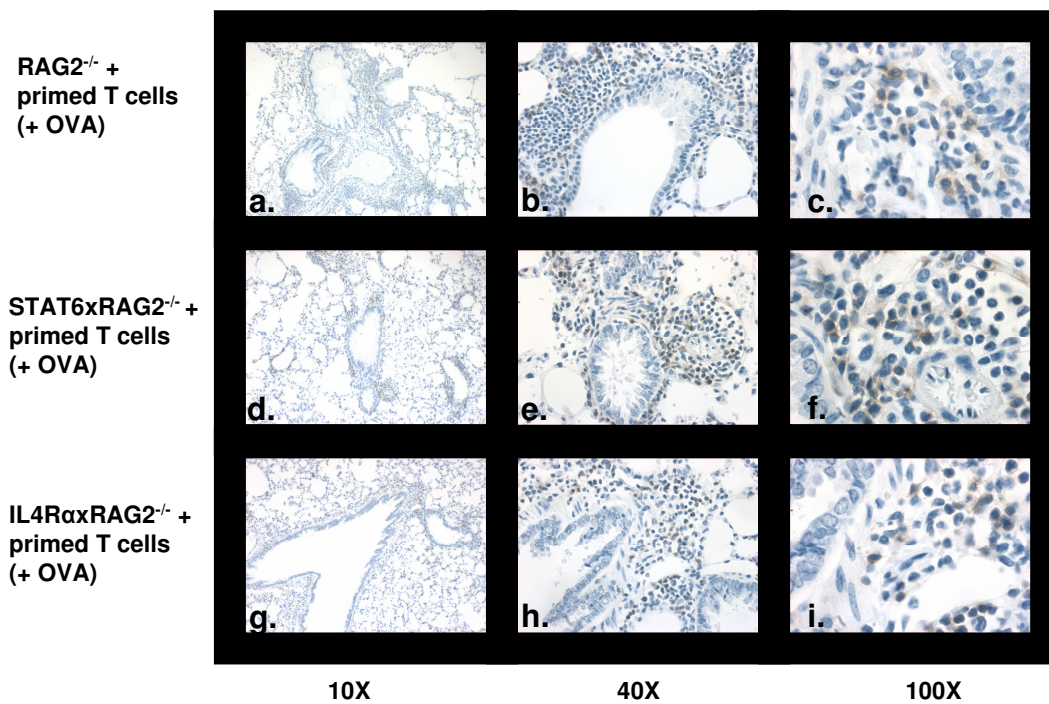 RAG2-/- +
primed T cells
(+ OVA)
a.
b.
c.
STAT6xRAG2-/- +
primed T cells
(+ OVA)
d.
e.
f.
IL4RαxRAG2-/- +
primed T cells
(+ OVA)
g.
h.
i.
10X
40X
100X